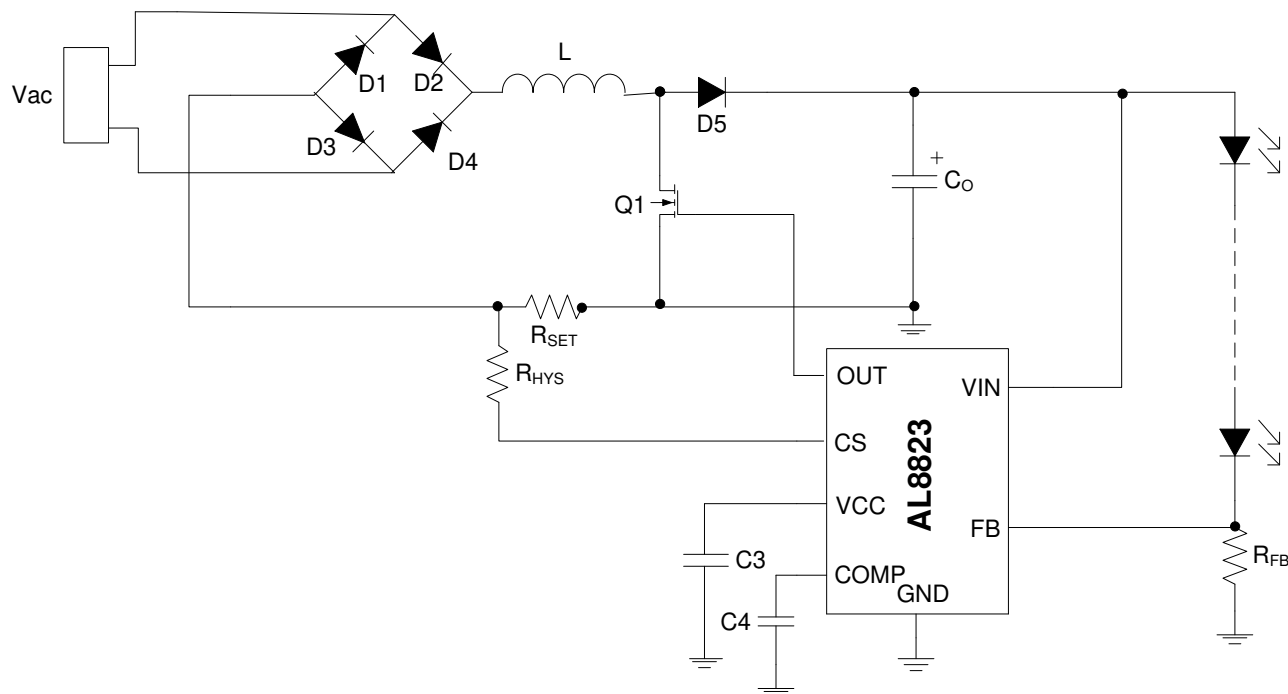 Vac
D1
D2
D3
D4
L
D5
+
CO
Q1
RSET
RHYS
OUT
CS
VCC
COMP
GND
VIN
FB
AL8823
C3
C4
RFB